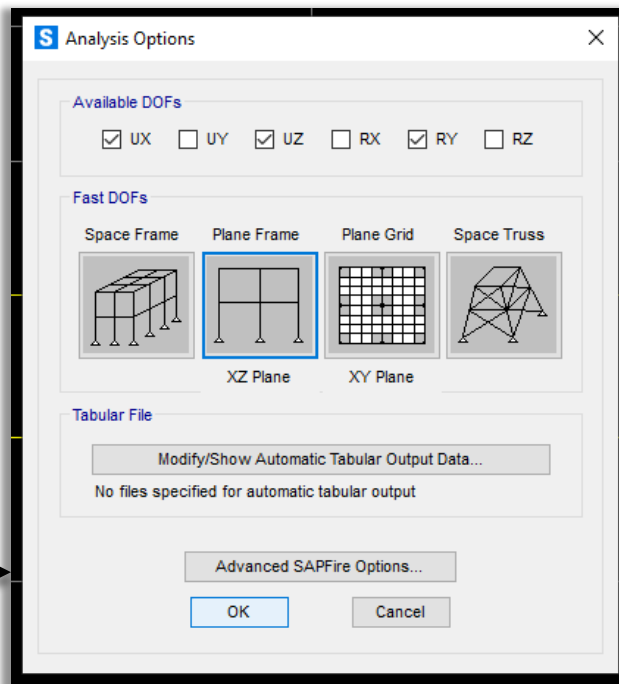 S Analysis Options
Available DOFs
UX UY UZ RX RY RZ
Fast DOFs
Space Frame Plane Frame Plane Grid Space Truss
XZ Plane XY Plane
Tabular File
Modify/Show Automatic Tabular Output Data...
No files specified for automatic tabular output
Advanced SAPFire Options...
OK Cancel